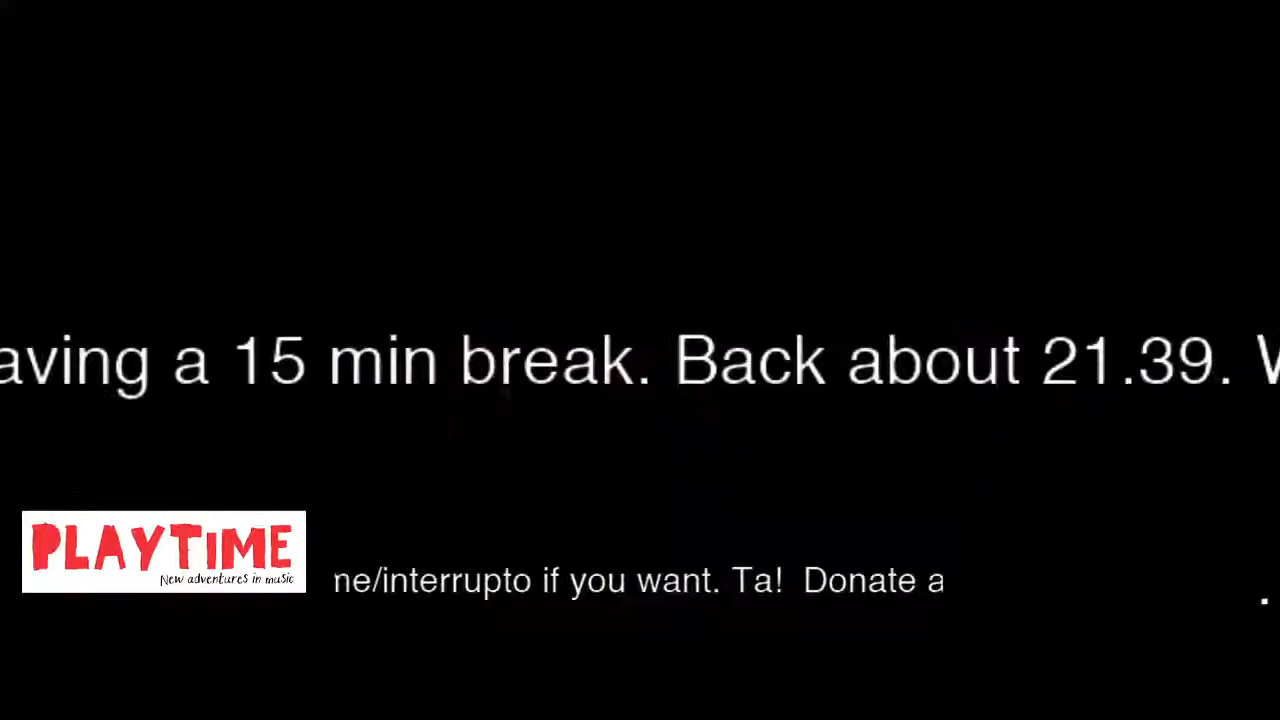 aving a 15 min break. Back about 21.39. W
PLAYTIME
New adventures in music
ne/interrupto if you want. Ta!  Donate a
.